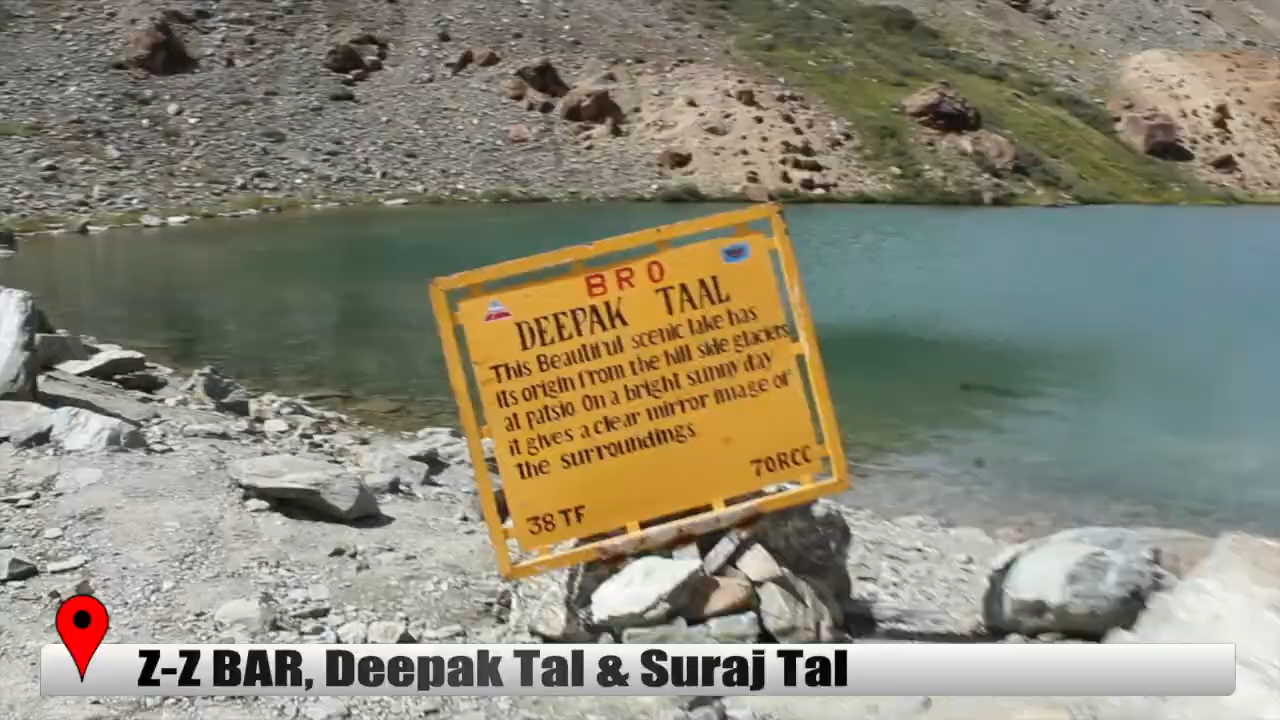 BRO
DEEPAK TAAL
This Beautiful scenic lake has
its origin from the hill side glaciers
at patsio. On a bright sunny day
it gives a clear mirror image of
the surroundings
70RCC
38 TF
Z-Z BAR, Deepak Tal & Suraj Tal